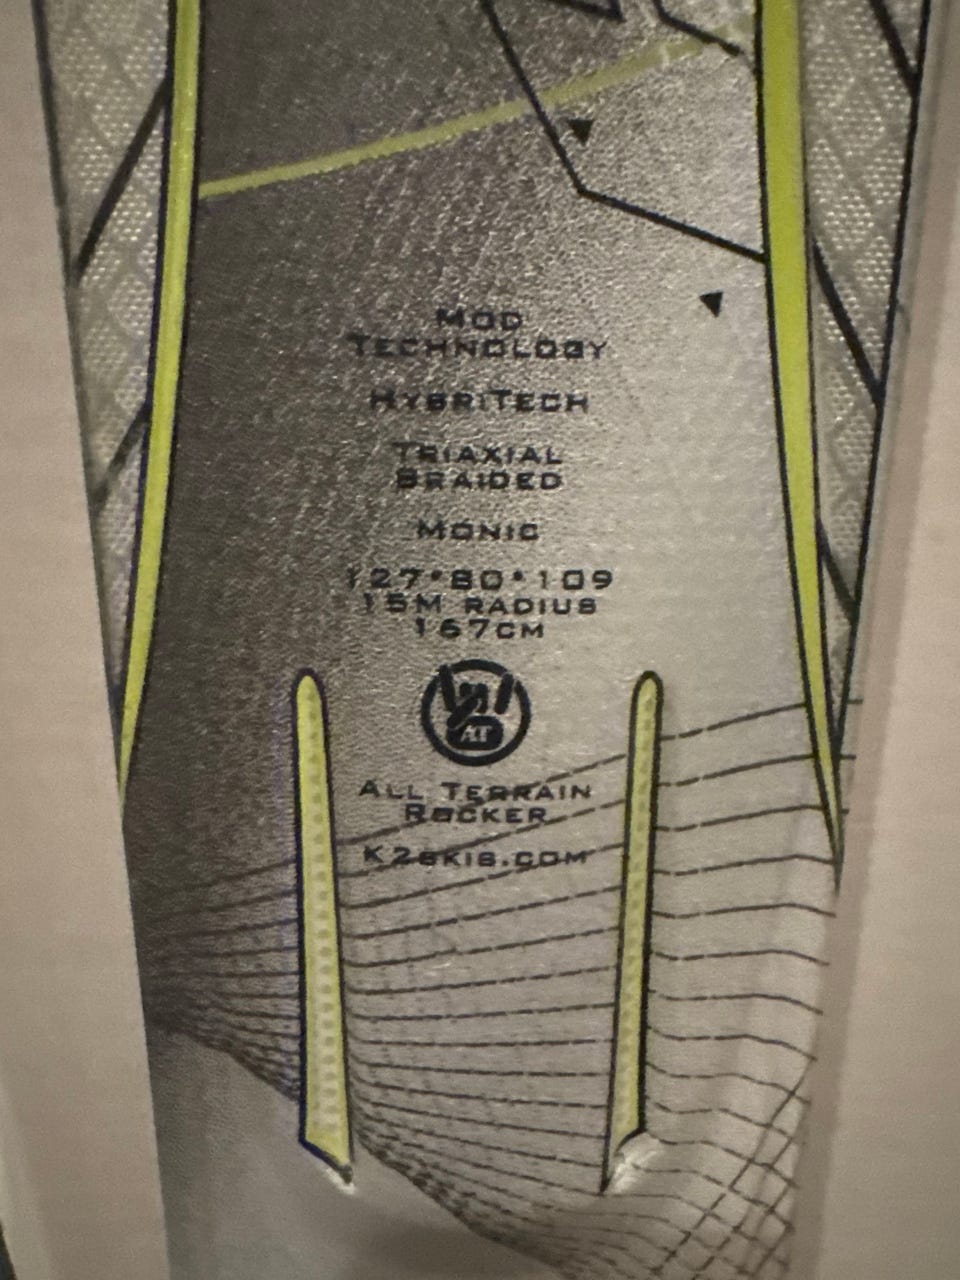 MOD
TECHNOLOGY
HYBRITECH
TRIAXIAL
BRAIDED
MONIC
127•80•109
15M RADIUS
167CM
AT
ALL TERRAIN
ROCKER
K2SKIS.COM